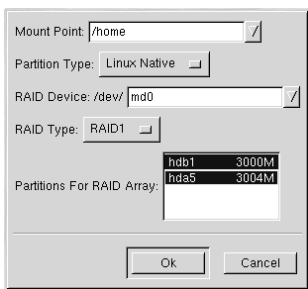 Mount Point: /home
Partition Type: Linux Native
RAID Device: /dev/ md0
RAID Type: RAID1
Partitions For RAID Array:
hdb1 3000M
hda5 3004M
Ok Cancel